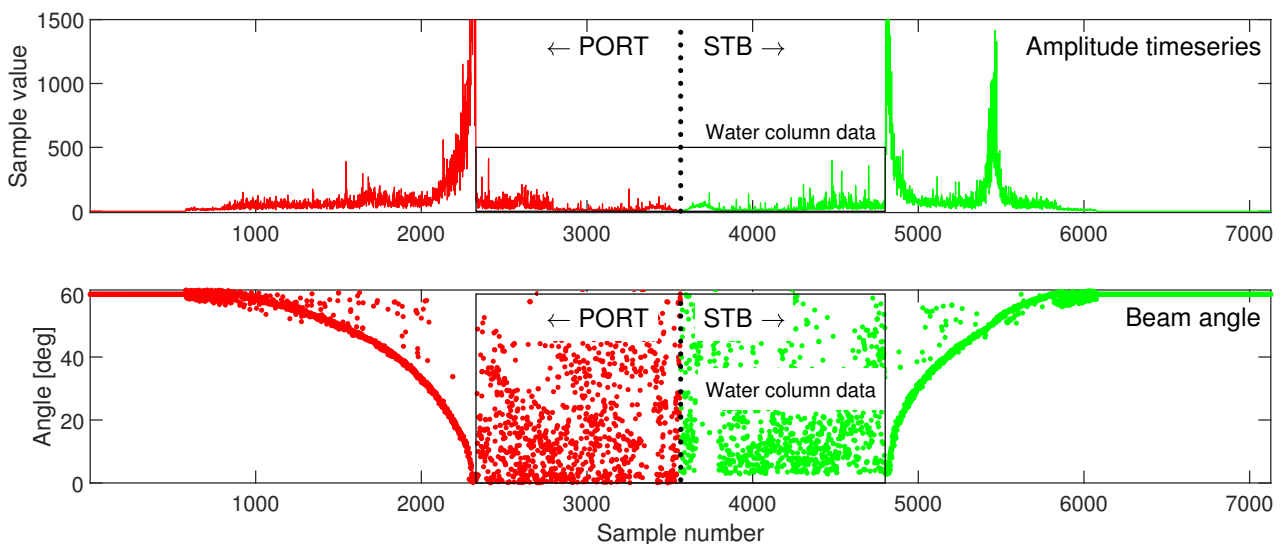 1500
1000
500
0
Sample value
← PORT
STB →
Amplitude timeseries
Water column data
1000
2000
3000
4000
5000
6000
7000
60
40
20
0
Angle [deg]
← PORT
STB →
Beam angle
Water column data
1000
2000
3000
4000
5000
6000
7000
Sample number